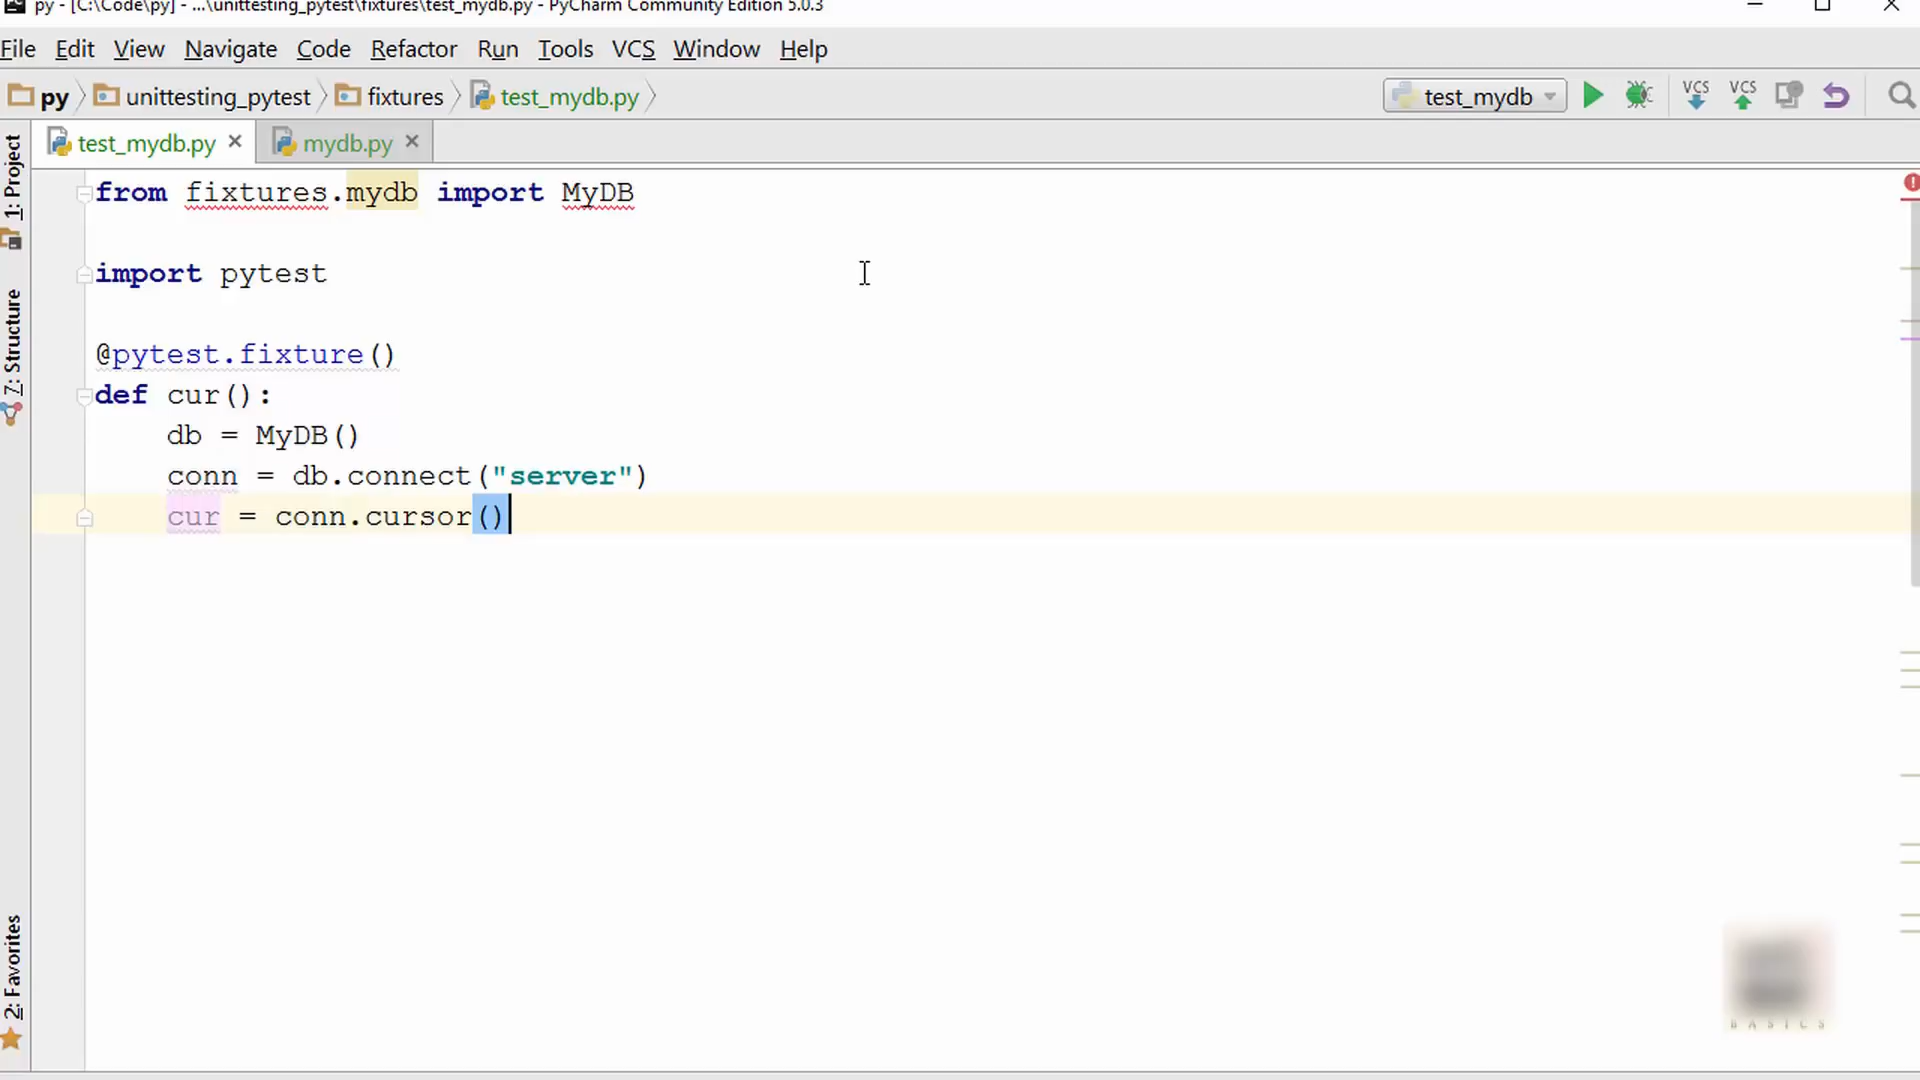 py - [C:\Code\py] - ...\unittesting_pytest\fixtures\test_mydb.py - PyCharm Community Edition 5.0.3
File Edit View Navigate Code Refactor Run Tools VCS Window Help
py unittesting_pytest fixtures test_mydb.py test_mydb VCS VCS
test_mydb.py mydb.py
1: Project
7: Structure
2: Favorites
from fixtures.mydb import MyDB
import pytest
@pytest.fixture()
def cur():
db = MyDB()
conn = db.connect("server")
cur = conn.cursor()
BASICS